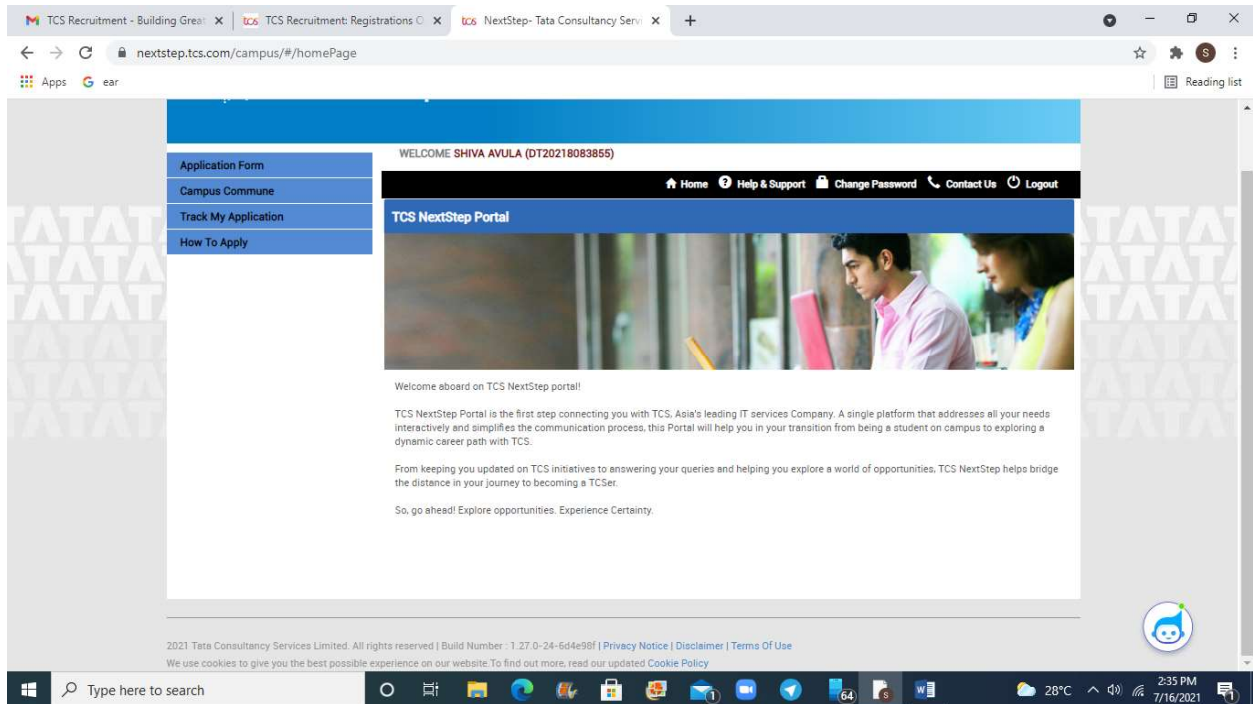 TCS Recruitment - Building Great
TCS Recruitment: Registrations O
NextStep- Tata Consultancy Servi
nextstep.tcs.com/campus/#/homePage
Apps
ear
Reading list
WELCOME SHIVA AVULA (DT20218083855)
Application Form
Campus Commune
Track My Application
How To Apply
Home Help & Support Change Password Contact Us Logout
TCS NextStep Portal
Welcome aboard on TCS NextStep portal!
TCS NextStep Portal is the first step connecting you with TCS, Asia's leading IT services Company. A single platform that addresses all your needs
interactively and simplifies the communication process, this Portal will help you in your transition from being a student on campus to exploring a
dynamic career path with TCS.
From keeping you updated on TCS initiatives to answering your queries and helping you explore a world of opportunities, TCS NextStep helps bridge
the distance in your journey to becoming a TCSer.
So, go ahead! Explore opportunities. Experience Certainty.
2021 Tata Consultancy Services Limited. All rights reserved | Build Number : 1.27.0-24-6d4e98f | Privacy Notice | Disclaimer | Terms Of Use
We use cookies to give you the best possible experience on our website.To find out more, read our updated Cookie Policy
Type here to search
64
28°C
2:35 PM
7/16/2021